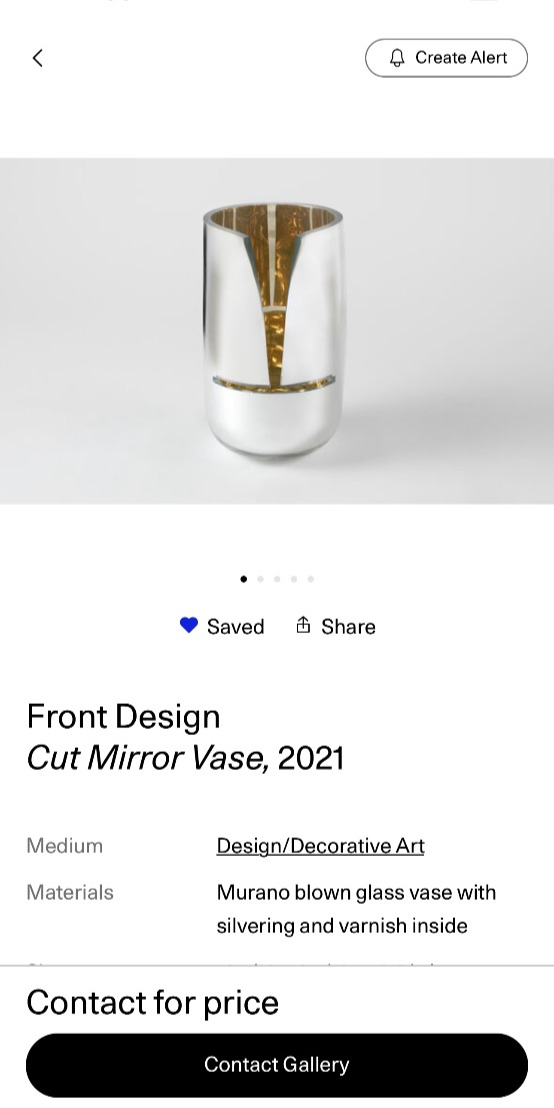 Create Alert
Saved
Share
Front Design
Cut Mirror Vase, 2021
Medium
Design/Decorative Art
Materials
Murano blown glass vase with
silvering and varnish inside
Contact for price
Contact Gallery